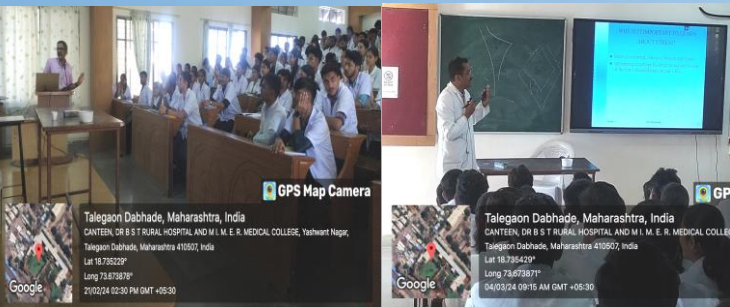 GPS Map Camera
Talegaon Dabhade, Maharashtra, India
CANTEEN, DR B S T RURAL HOSPITAL AND M I. M. E. R. MEDICAL COLLEGE, Yashwant Nagar,
Talegaon Dabhade, Maharashtra 410507, India
Lat 18.735229°
Long 73.673878°
21/02/24 02:30 PM GMT +05:30
Google
GPS
Talegaon Dabhade, Maharashtra, India
CANTEEN, DR B S T RURAL HOSPITAL AND M I. M. E. R. MEDICAL COLLE
Talegaon Dabhade, Maharashtra 410507, India
Lat 18.735429°
Long 73.673871°
04/03/24 09:15 AM GMT +05:30
Google